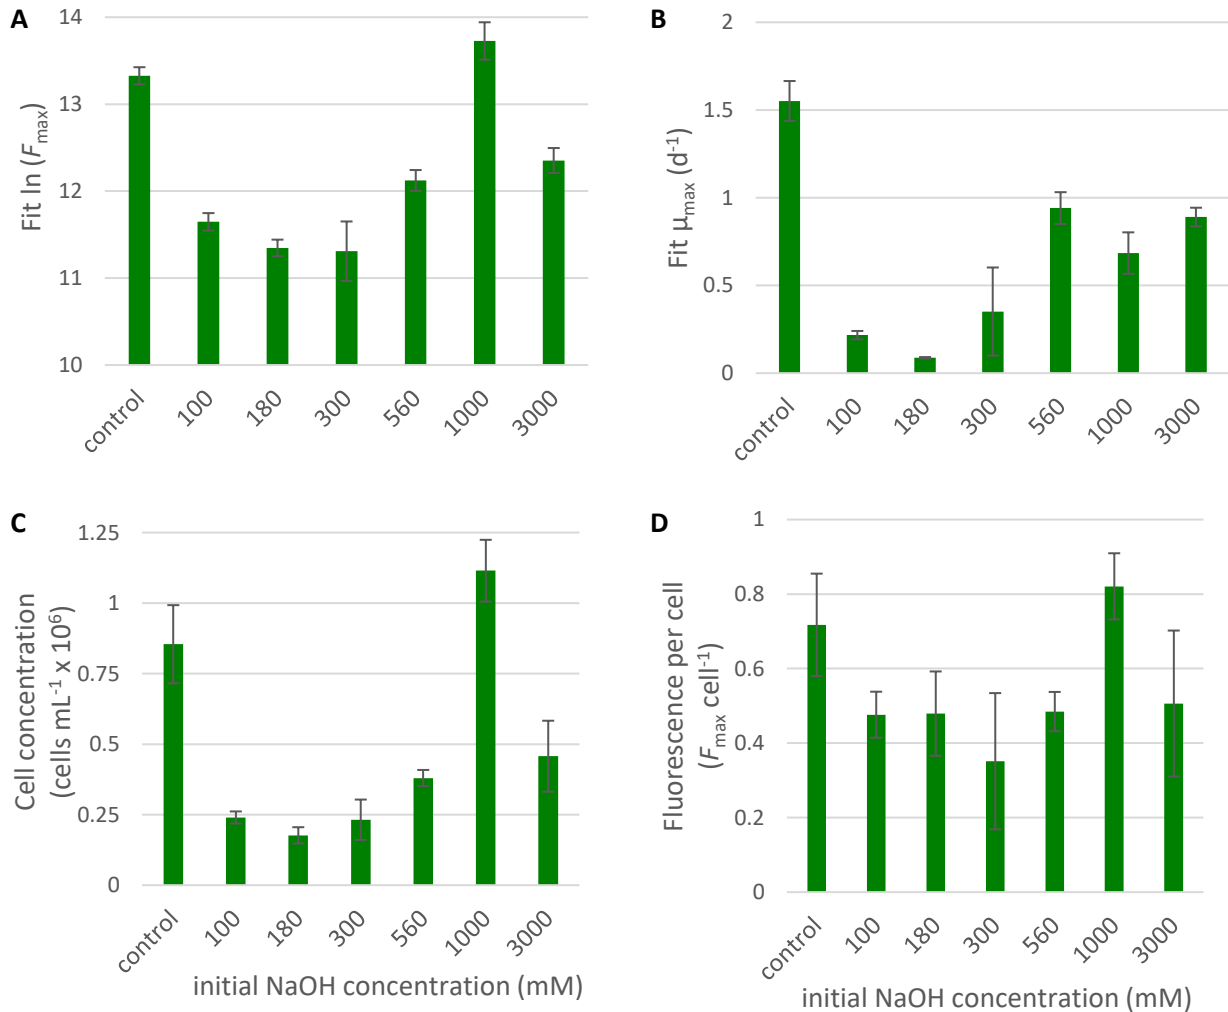 A
Fit ln (F_max)
14
13
12
11
10
control
100
180
300
560
1000
3000
B
Fit µ_max (d⁻¹)
2
1.5
1
0.5
0
control
100
180
300
560
1000
3000
C
Cell concentration
(cells mL⁻¹ x 10⁶)
1.25
1
0.75
0.5
0.25
0
control
100
180
300
560
1000
3000
initial NaOH concentration (mM)
D
Fluorescence per cell
(F_max cell⁻¹)
1
0.8
0.6
0.4
0.2
0
control
100
180
300
560
1000
3000
initial NaOH concentration (mM)